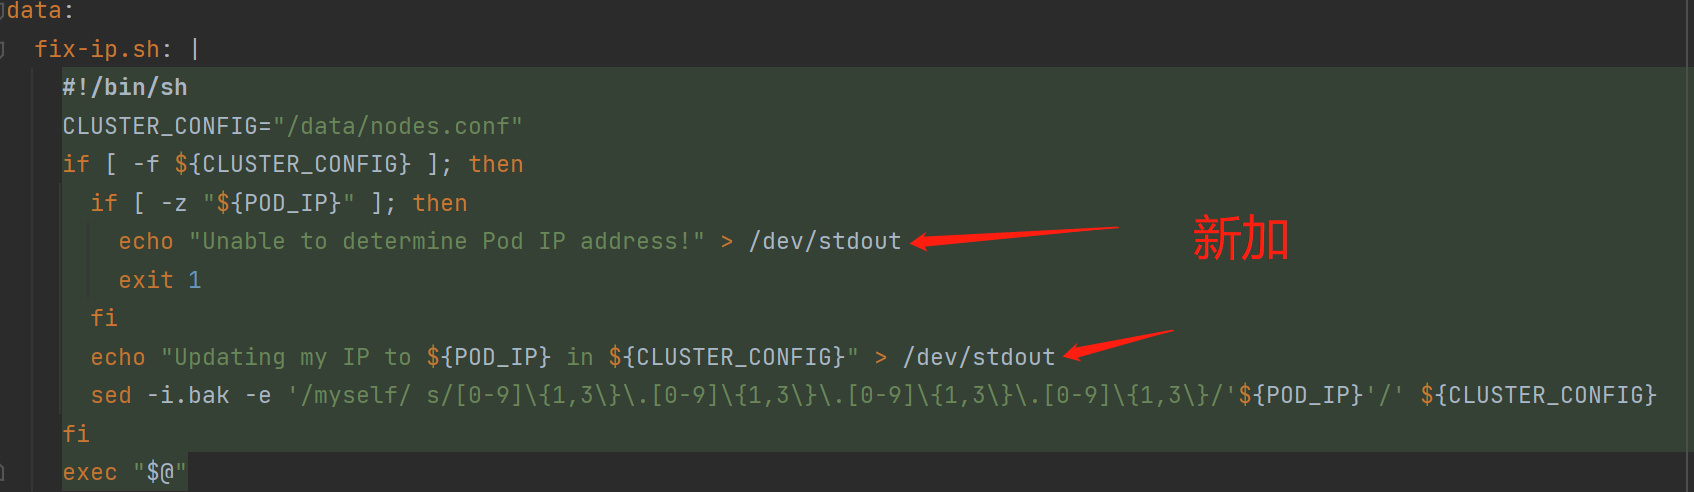 data:
  fix-ip.sh: |
    #!/bin/sh
    CLUSTER_CONFIG="/data/nodes.conf"
    if [ -f ${CLUSTER_CONFIG} ]; then
      if [ -z "${POD_IP}" ]; then
        echo "Unable to determine Pod IP address!" > /dev/stdout 新加
        exit 1
      fi
      echo "Updating my IP to ${POD_IP} in ${CLUSTER_CONFIG}" > /dev/stdout
      sed -i.bak -e '/myself/ s/[0-9]\{1,3\}\.[0-9]\{1,3\}\.[0-9]\{1,3\}\.[0-9]\{1,3\}/'${POD_IP}'/' ${CLUSTER_CONFIG}
    fi
    exec "$@"